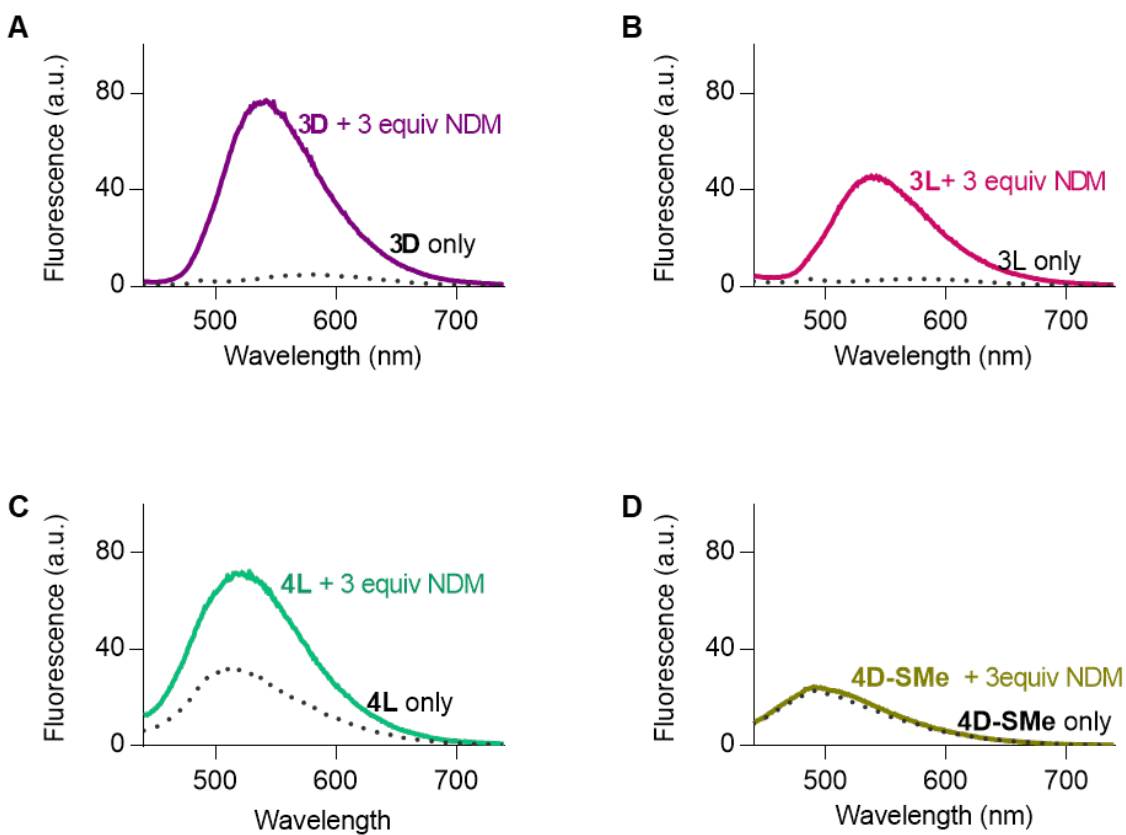 A
Fluorescence (a.u.)
80
40
0
3D + 3 equiv NDM
3D only
500 600 700
Wavelength (nm)
B
Fluorescence (a.u.)
80
40
0
3L+ 3 equiv NDM
3L only
500 600 700
Wavelength (nm)
C
Fluorescence (a.u.)
80
40
0
4L + 3 equiv NDM
4L only
500 600 700
Wavelength
D
Fluorescence (a.u.)
80
40
0
4D-SMe + 3equiv NDM
4D-SMe only
500 600 700
Wavelength (nm)